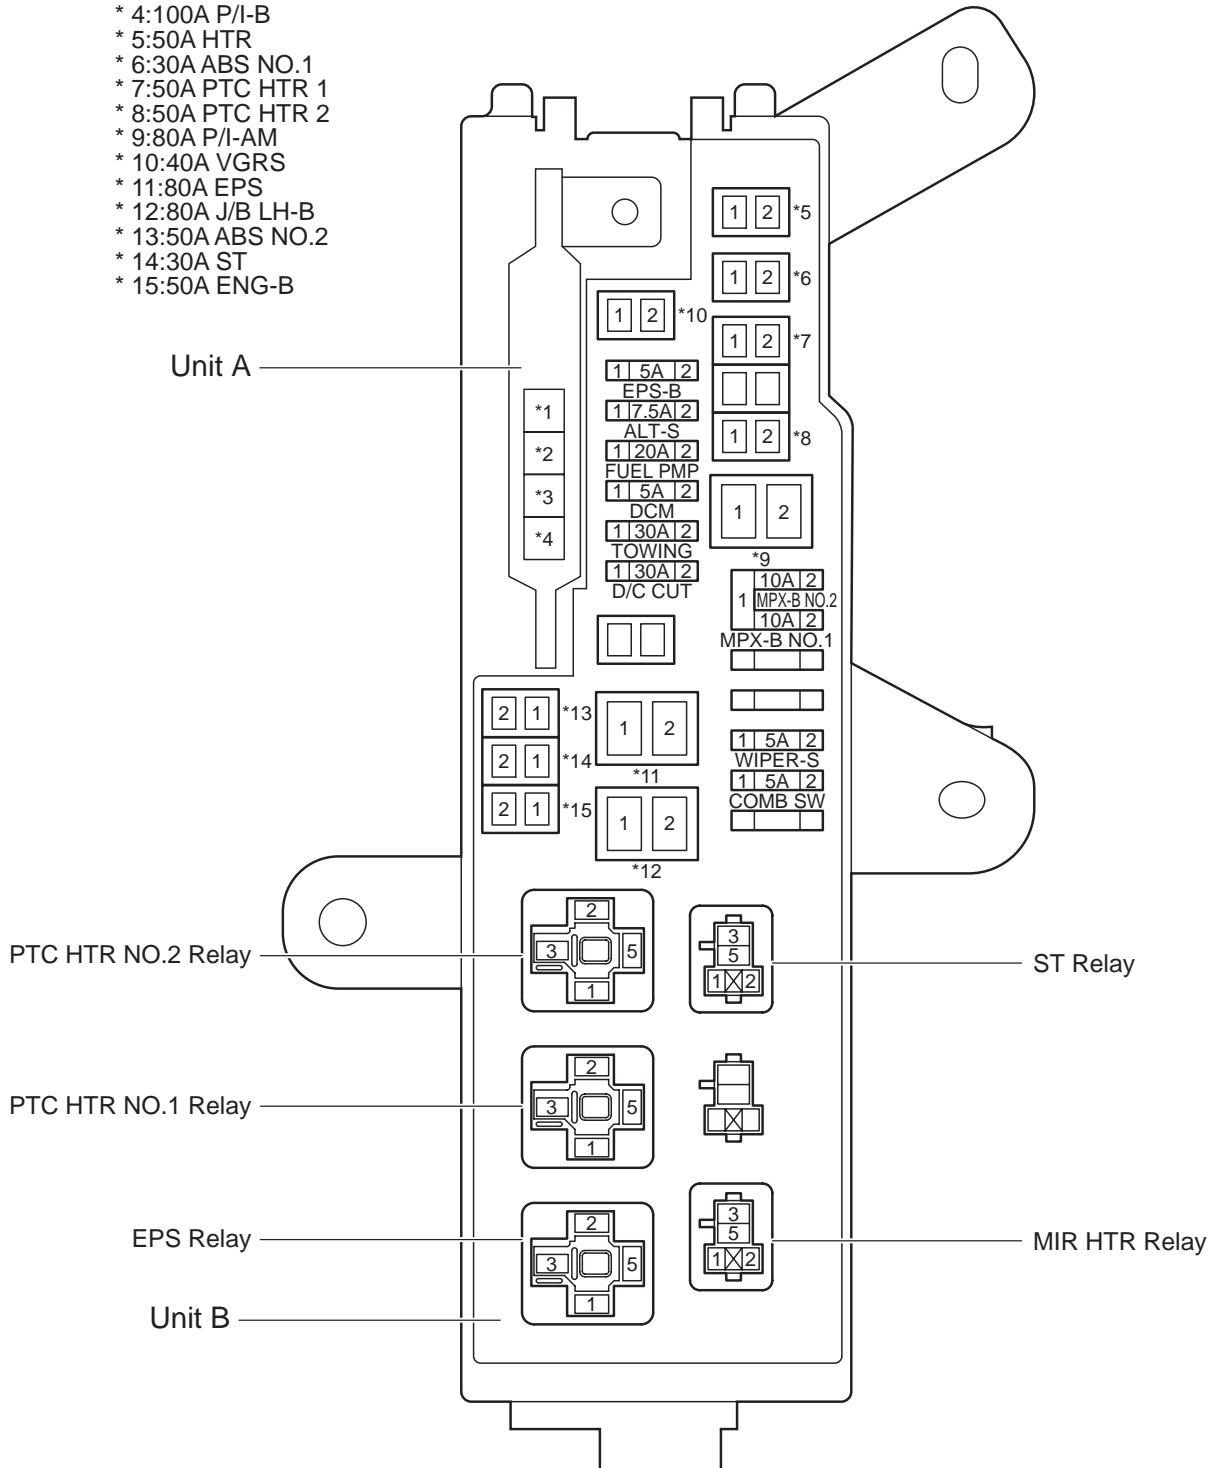 * 4:100A P/I-B
* 5:50A HTR
* 6:30A ABS NO.1
* 7:50A PTC HTR 1
* 8:50A PTC HTR 2
* 9:80A P/I-AM
* 10:40A VGRS
* 11:80A EPS
* 12:80A J/B LH-B
* 13:50A ABS NO.2
* 14:30A ST
* 15:50A ENG-B
1 2 *5
1 2 *6
1 2 *10
1 2 *7
Unit A
1 5A 2
EPS-B
*1
1 7.5A 2
ALT-S
1 2 *8
*2
1 20A 2
FUEL PMP
*3
1 5A 2
DCM
1 2
*9
*4
1 30A 2
TOWING
1 30A 2
D/C CUT
10A 2
1 MPX-B NO.2
10A 2
MPX-B NO.1
2 1 *13
1 2
*11
1 5A 2
WIPER-S
2 1 *14
1 5A 2
COMB SW
2 1 *15
1 2
*12
PTC HTR NO.2 Relay
2
3 5
1
3
5
1 2
ST Relay
PTC HTR NO.1 Relay
2
3 5
1
EPS Relay
2
3 5
1
3
5
1 2
MIR HTR Relay
Unit B